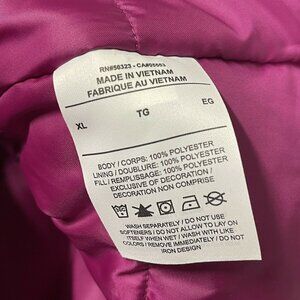 RN#56323 - CA#05553
MADE IN VIETNAM
FABRIQUE AU VIETNAM
XL TG EG
BODY / CORPS: 100% POLYESTER
LINING / DOUBLURE: 100% POLYESTER
FILL / REMPLISSAGE: 100% POLYESTER
EXCLUSIVE OF DECORATION /
DECORATION NON COMPRISE
WASH SEPARATELY / DO NOT USE
SOFTENERS / DO NOT ALLOW TO LAY ON
ITSELF WHEN WET / WASH WITH LIKE
COLORS / REMOVE IMMEDIATELY / DO NOT
IRON DESIGN